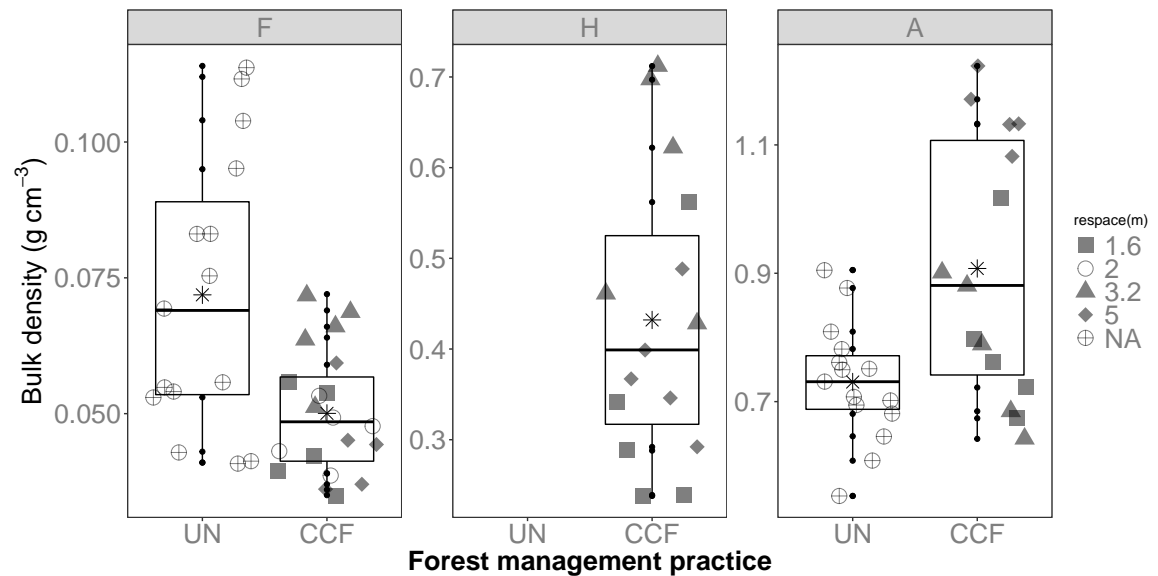 F
H
A
Bulk density (g cm⁻³)
0.100
0.075
0.050
0.7
0.6
0.5
0.4
0.3
1.1
0.9
0.7
UN
CCF
UN
CCF
UN
CCF
Forest management practice
respace(m)
1.6
2
3.2
5
NA